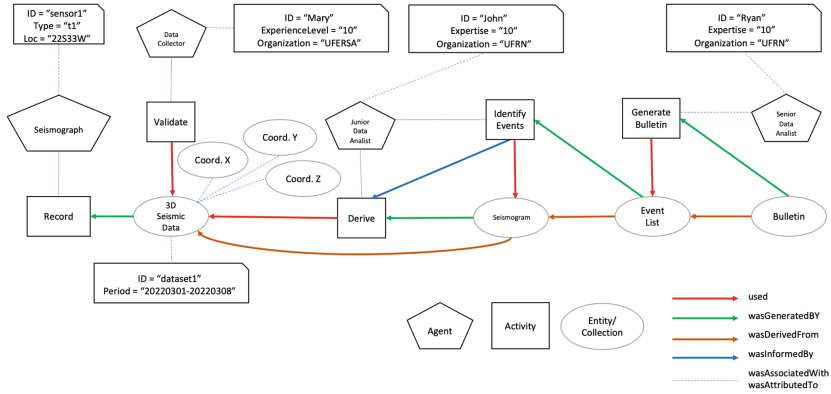 ID = “sensor1”
Type = “t1”
Loc = “22S33W”
Data
Collector
ID = “Mary”
ExperienceLevel = “10”
Organization = “UFERSA”
ID = “John”
Expertise = “10”
Organization = “UFRN”
ID = “Ryan”
Expertise = “10”
Organization = “UFRN”
Seismograph
Validate
Coord. X
Coord. Y
Coord. Z
Junior
Data
Analist
Identify
Events
Generate
Bulletin
Senior
Data
Analist
Record
3D
Seismic
Data
Derive
Seismogram
Event
List
Bulletin
ID = “dataset1”
Period = “20220301-20220308”
Agent
Activity
Entity/
Collection
used
wasGeneratedBY
wasDerivedFrom
wasInformedBy
wasAssociatedWith
wasAttributedTo